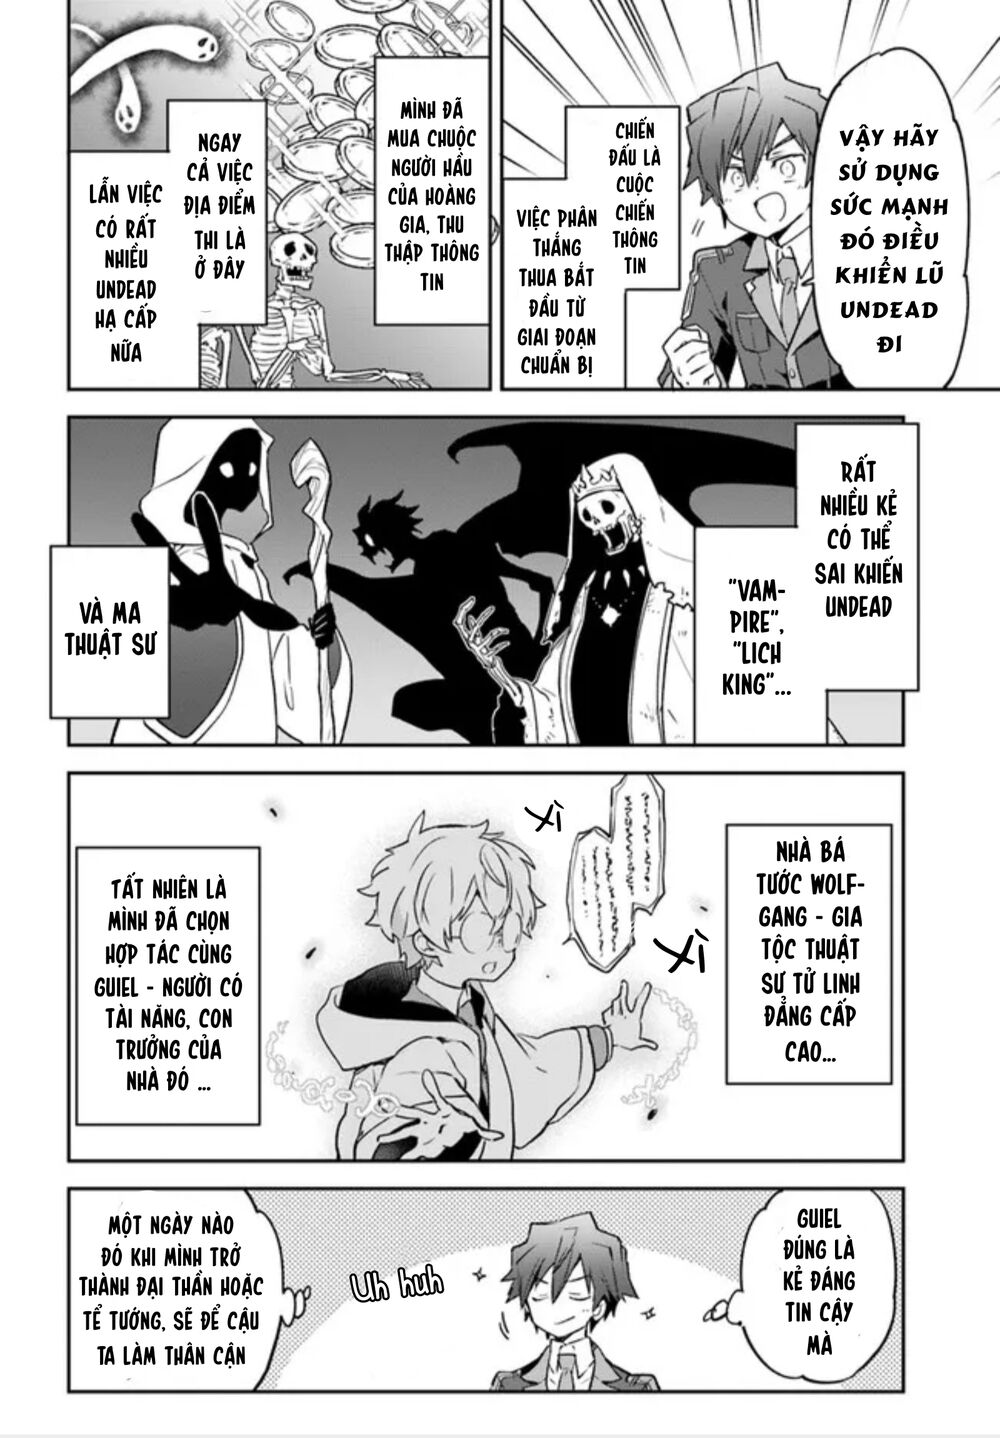 VẬY HÃY
SỬ DỤNG
SỨC MẠNH
ĐÓ ĐIỀU
KHIỂN LŨ
UNDEAD
ĐI
CHIẾN
ĐẤU LÀ
CUỘC
CHIẾN
THÔNG
TIN
VIỆC PHÂN
THẮNG
THUA BẮT
ĐẦU TỪ
GIAI ĐOẠN
CHUẨN BỊ
MÌNH ĐÃ
MUA CHUỘC
NGƯỜI HẦU
CỦA HOÀNG
GIA, THU
THẬP THÔNG
TIN
NGAY
CẢ VIỆC
ĐỊA ĐIỂM
THI LÀ
Ở ĐÂY
LẪN VIỆC
CÓ RẤT
NHIỀU
UNDEAD
HẠ CẤP
NỮA
RẤT
NHIỀU KẺ
CÓ THỂ
SAI KHIẾN
UNDEAD
"VAM-
PIRE",
"LICH
KING"...
VÀ MA
THUẬT SƯ
NHÀ BÁ
TƯỚC WOLF-
GANG - GIA
TỘC THUẬT
SƯ TỬ LINH
ĐẲNG CẤP
CAO...
XÌ
XÌ
TẤT NHIÊN LÀ
MÌNH ĐÃ CHỌN
HỢP TÁC CÙNG
GUIEL - NGƯỜI CÓ
TÀI NĂNG, CON
TRƯỞNG CỦA
NHÀ ĐÓ ...
GUIEL
ĐÚNG LÀ
KẺ ĐÁNG
TIN CẬY
MÀ
Uh huh
MỘT NGÀY NÀO
ĐÓ KHI MÌNH TRỞ
THÀNH ĐẠI THẦN HOẶC
TỂ TƯỚNG, SẼ ĐỂ CẬU
TA LÀM THÂN CẬN